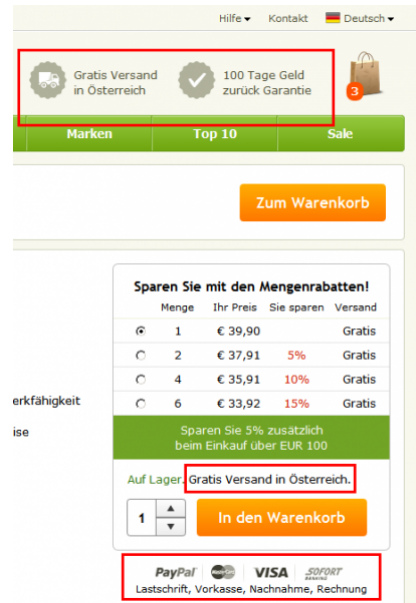 Hilfe Kontakt Deutsch
Gratis Versand
in Österreich
100 Tage Geld
zurück Garantie
3
Marken Top 10 Sale
Zum Warenkorb
Sparen Sie mit den Mengenrabatten!
Menge Ihr Preis Sie sparen Versand
1 € 39,90 Gratis
2 € 37,91 5% Gratis
4 € 35,91 10% Gratis
6 € 33,92 15% Gratis
erkfähigkeit
ise
Sparen Sie 5% zusätzlich
beim Einkauf über EUR 100
Auf Lager. Gratis Versand in Österreich.
1 In den Warenkorb
PayPal MasterCard VISA SOFORT
BANKING
Lastschrift, Vorkasse, Nachnahme, Rechnung